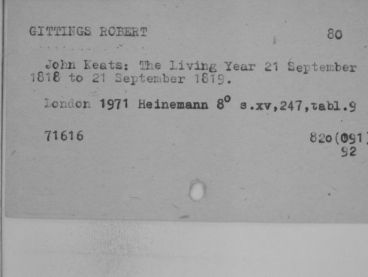 GITTINGS ROBERT 80
John Keats: The Living Year 21 September
1818 to 21 September 1819.
London 1971 Heinemann 8° s.xv,247,tabl.9
71616 820(091)
92